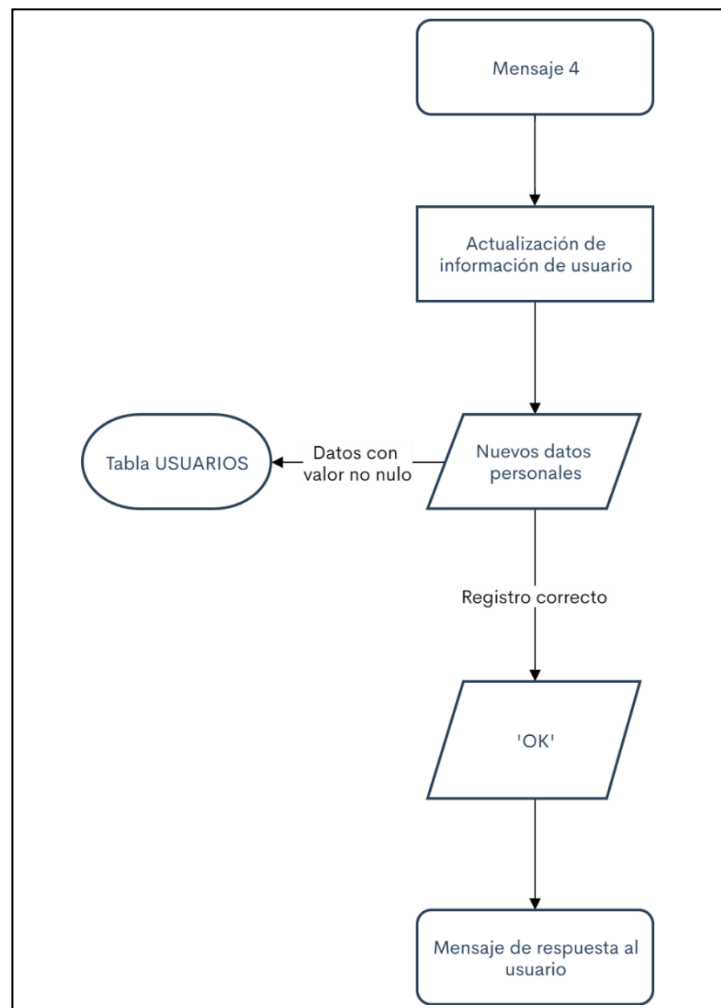 Mensaje 4
Actualización de
información de usuario
Tabla USUARIOS
Datos con
valor no nulo
Nuevos datos
personales
Registro correcto
'OK'
Mensaje de respuesta al
usuario